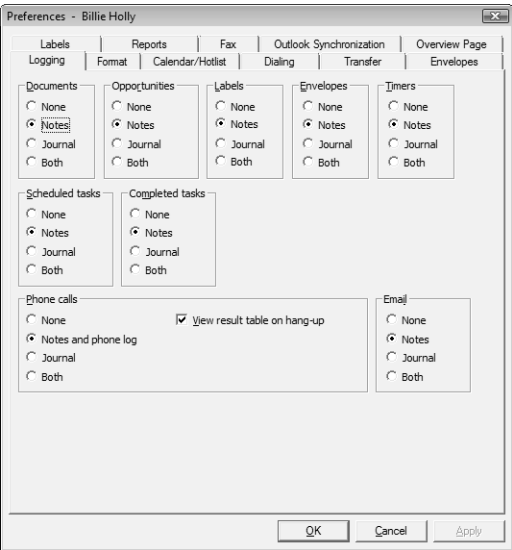 Preferences - Billie Holly
Labels Reports Fax Outlook Synchronization Overview Page
Logging Format Calendar/Hotlist Dialing Transfer Envelopes
Documents Opportunities Labels Envelopes Timers
None None None None None
Notes Notes Notes Notes Notes
Journal Journal Journal Journal Journal
Both Both Both Both Both
Scheduled tasks Completed tasks
None None
Notes Notes
Journal Journal
Both Both
Phone calls Email
None View result table on hang-up None
Notes and phone log Notes
Journal Journal
Both Both
OK Cancel Apply